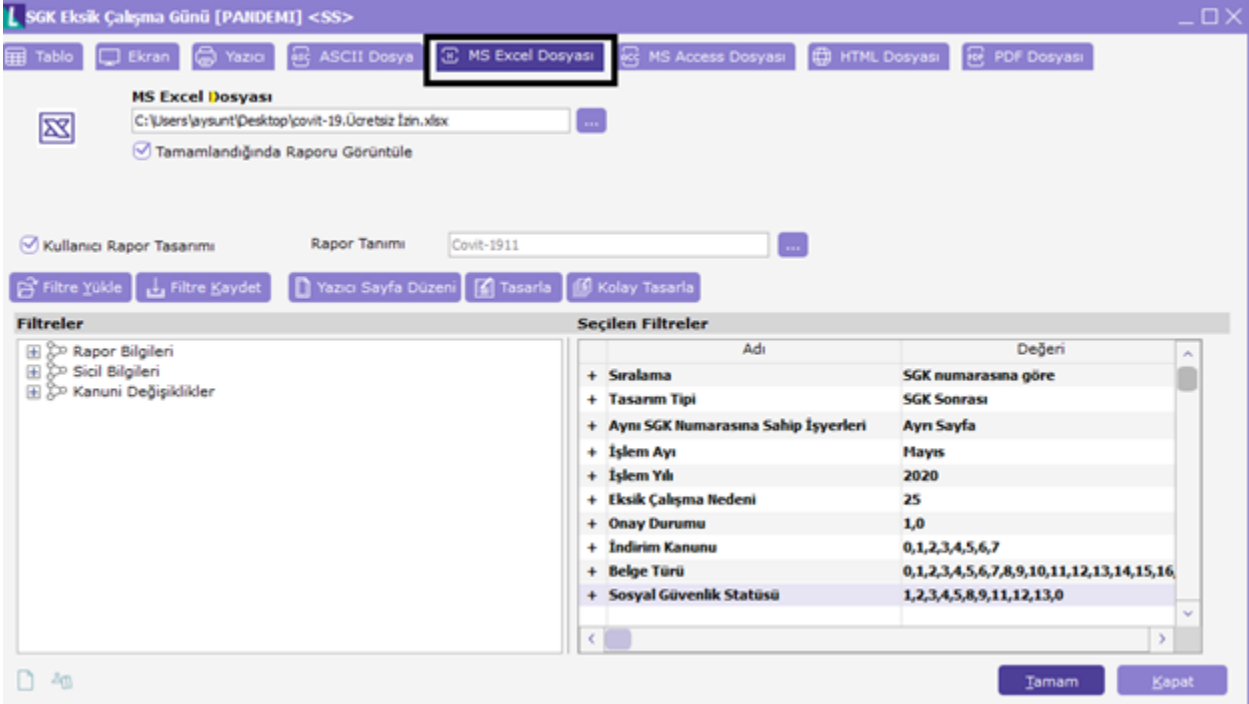 SGK Eksik Çalışma Günü [PANDEMI] <SS>
Tablo Ekran Yazıcı ASCII Dosya MS Excel Dosyası MS Access Dosyası HTML Dosyası PDF Dosyası
MS Excel Dosyası
C:\Users\aysunt\Desktop\covit-19.Ücretsiz İzin.xlsx ...
Tamamlandığında Raporu Görüntüle
Kullanıcı Rapor Tasarımı Rapor Tanımı Covit-1911 ...
Filtre Yükle Filtre Kaydet Yazıcı Sayfa Düzeni Tasarla Kolay Tasarla
Filtreler Seçilen Filtreler
Rapor Bilgileri
Sicil Bilgileri
Kanuni Değişiklikler
Adı Değeri
+ Sıralama SGK numarasına göre
+ Tasarım Tipi SGK Sonrası
+ Aynı SGK Numarasına Sahip İşyerleri Ayrı Sayfa
+ İşlem Ayı Mayıs
+ İşlem Yılı 2020
+ Eksik Çalışma Nedeni 25
+ Onay Durumu 1,0
+ İndirim Kanunu 0,1,2,3,4,5,6,7
+ Belge Türü 0,1,2,3,4,5,6,7,8,9,10,11,12,13,14,15,16,
+ Sosyal Güvenlik Statüsü 1,2,3,4,5,8,9,11,12,13,0
Tamam Kapat